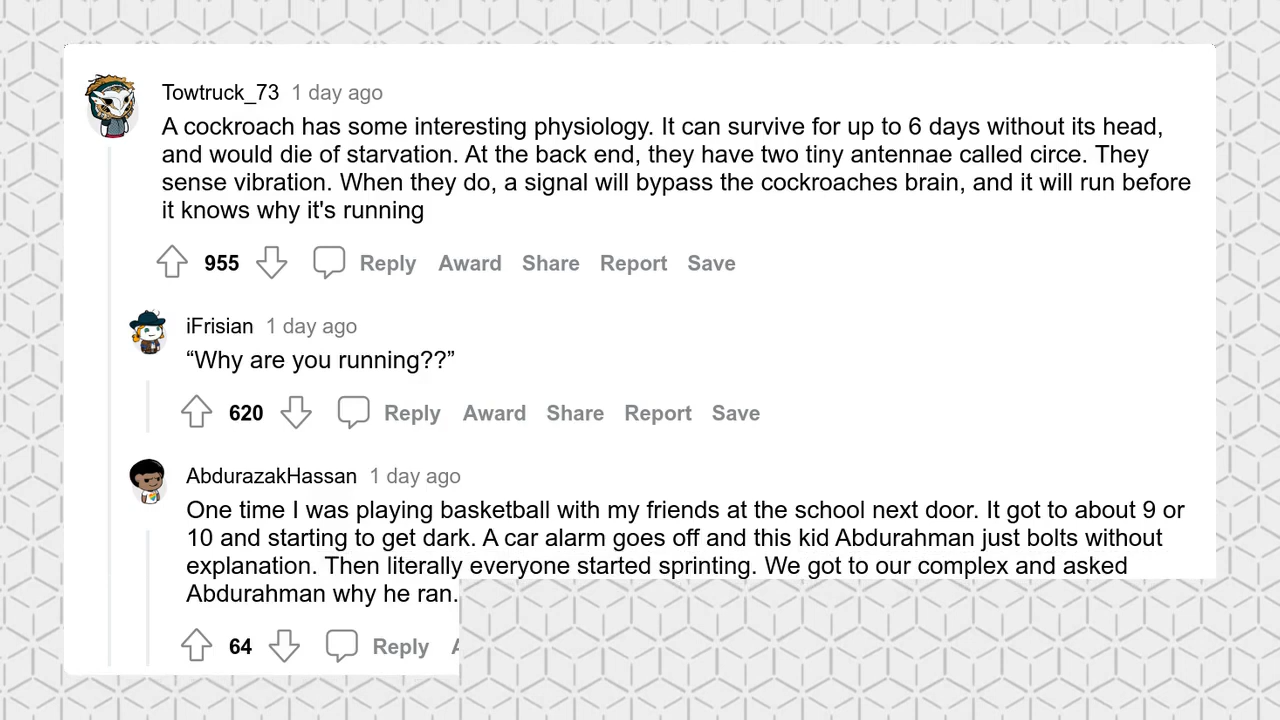 Towtruck_73 1 day ago
A cockroach has some interesting physiology. It can survive for up to 6 days without its head,
and would die of starvation. At the back end, they have two tiny antennae called circe. They
sense vibration. When they do, a signal will bypass the cockroaches brain, and it will run before
it knows why it's running
955 Reply Award Share Report Save
iFrisian 1 day ago
“Why are you running??”
620 Reply Award Share Report Save
AbdurazakHassan 1 day ago
One time I was playing basketball with my friends at the school next door. It got to about 9 or
10 and starting to get dark. A car alarm goes off and this kid Abdurahman just bolts without
explanation. Then literally everyone started sprinting. We got to our complex and asked
Abdurahman why he ran.
64 Reply